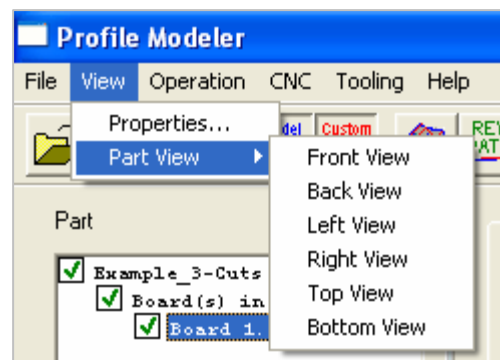 Profile Modeler
File View Operation CNC Tooling Help
Properties...
Custom
Part View
Front View
Back View
Left View
Right View
Top View
Bottom View
Part
Example_3-Cuts
Board(s) in
Board 1.